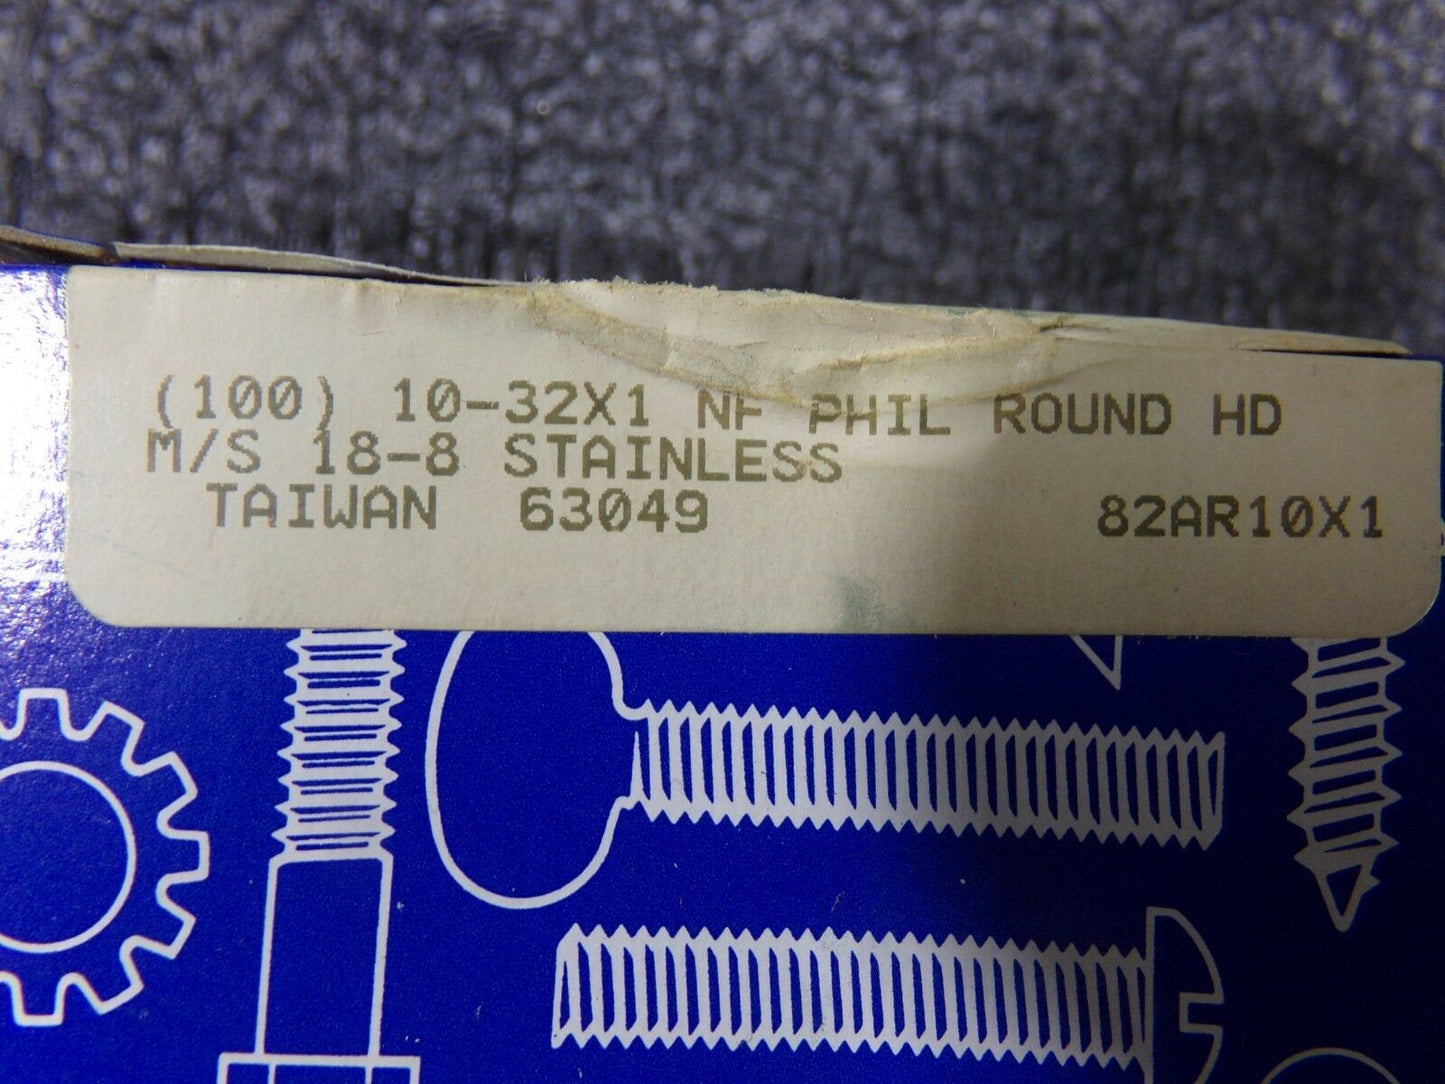 (100) 10-32X1 NF PHIL ROUND HD
M/S 18-8 STAINLESS
TAIWAN 63049 82AR10X1